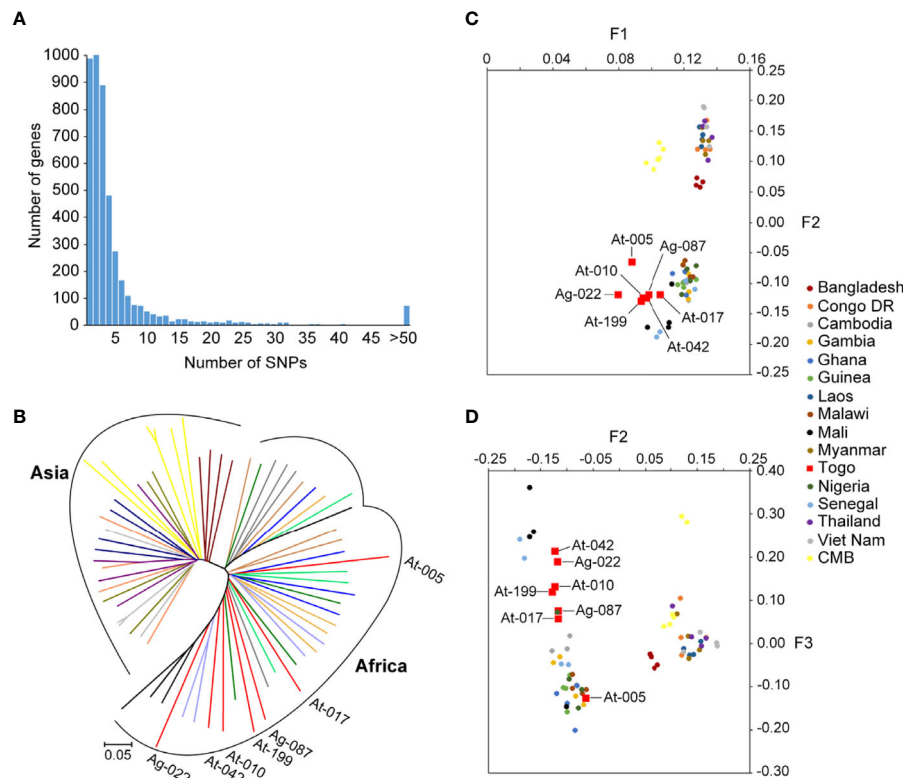 A
Number of genes
1000
900
800
700
600
500
400
300
200
100
0
5 10 15 20 25 30 35 40 45 >50
Number of SNPs
B
Asia
Africa
At-005
At-017
Ag-087
At-199
At-010
At-042
Ag-022
0.05
C
F1
0 0.04 0.08 0.12 0.16
0.25
0.20
0.15
0.10
0.05
0.00
F2
-0.05
-0.10
-0.15
-0.20
-0.25
At-005
Ag-087
At-010
Ag-022
At-199
At-017
At-042
D
F2
-0.25 -0.15 -0.05 0.05 0.15 0.25
0.40
0.30
0.20
0.10
0.00
F3
-0.10
-0.20
-0.30
At-042
Ag-022
At-010
At-199
Ag-087
At-017
At-005
Bangladesh
Congo DR
Cambodia
Gambia
Ghana
Guinea
Laos
Malawi
Mali
Myanmar
Togo
Nigeria
Senegal
Thailand
Viet Nam
CMB